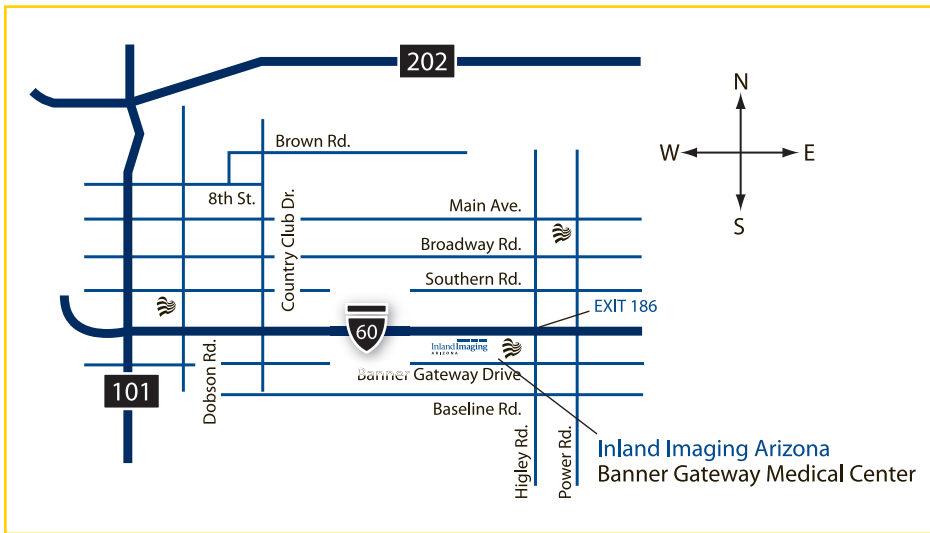 202
N
W
E
S
Brown Rd.
8th St.
Country Club Dr.
Main Ave.
Broadway Rd.
Southern Rd.
EXIT 186
60
Inland Imaging
ARIZONA
Banner Gateway Drive
101
Dobson Rd.
Baseline Rd.
Higley Rd.
Power Rd.
Inland Imaging Arizona
Banner Gateway Medical Center